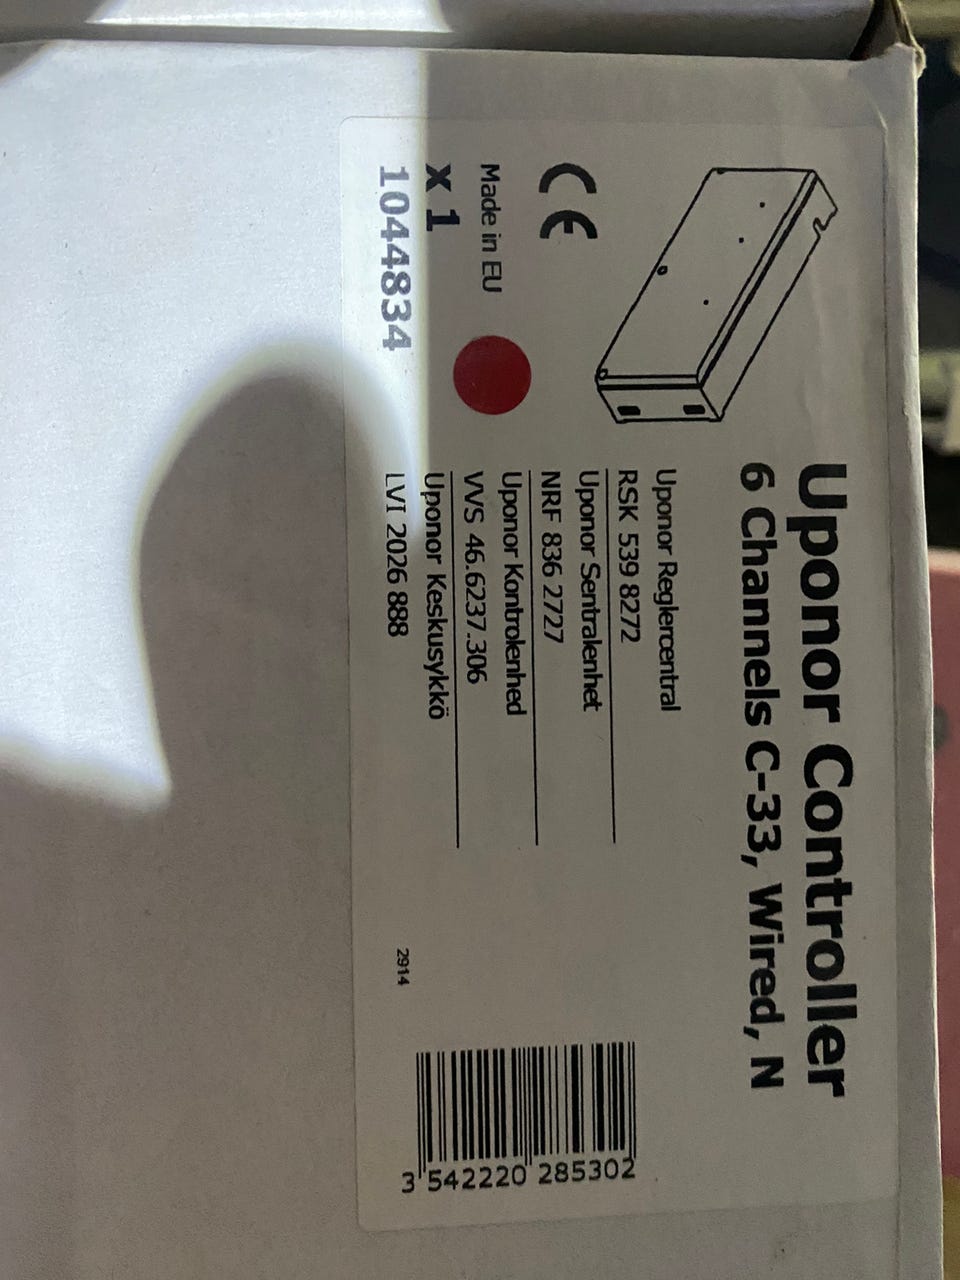 Uponor Controller
6 Channels C-33, Wired, N
Uponor Reglercentral
RSK 539 8272
Uponor Sentralenhet
NRF 836 2727
Uponor Kontrolenhed
VVS 46.6237.306
Uponor Keskusykkö
LVI 2026 888
CE
Made in EU
X 1
1044834
2914
3 542220 285302